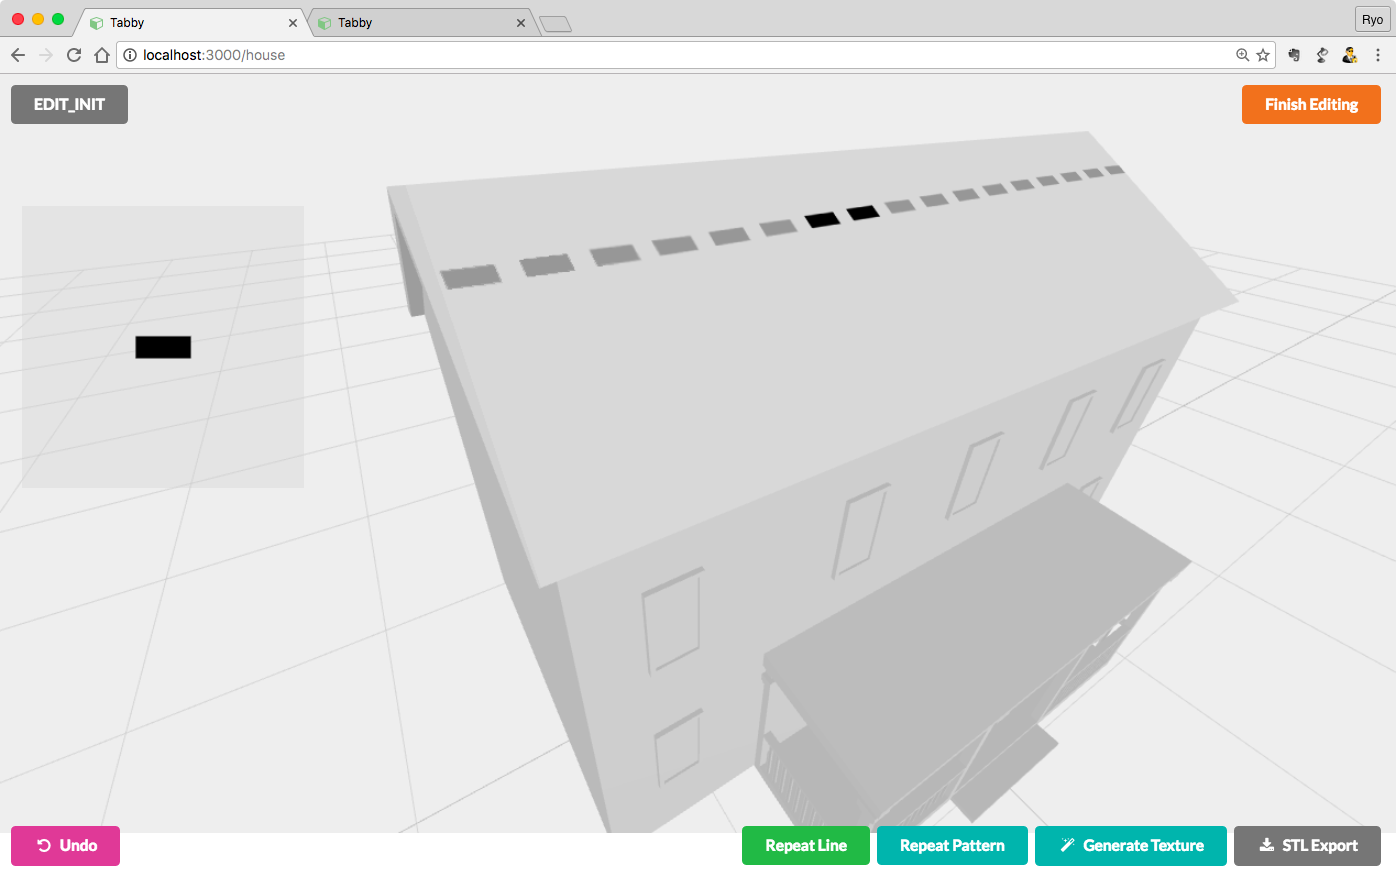 Tabby
Tabby
Ryo
localhost:3000/house
EDIT_INIT
Finish Editing
Undo
Repeat Line
Repeat Pattern
Generate Texture
STL Export